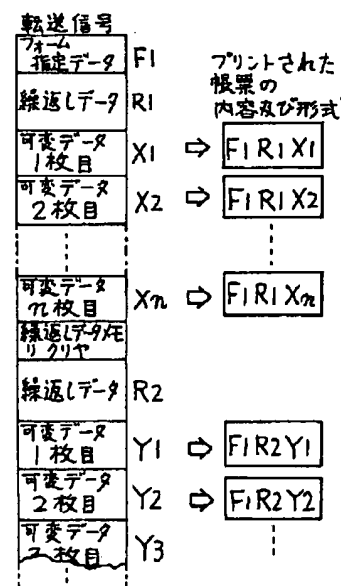 転送信号
フォーム
指定データ F1
プリントされた
帳票の
内容及び形式
繰返しデータ R1
可変データ
1枚目 X1 ⇨ F1R1X1
可変データ
2枚目 X2 ⇨ F1R1X2
可変データ
n枚目 Xn ⇨ F1R1Xn
繰返しデータメモ
リクリヤ
繰返しデータ R2
可変データ
1枚目 Y1 ⇨ F1R2Y1
可変データ
2枚目 Y2 ⇨ F1R2Y2
可変データ
枚目 Y3